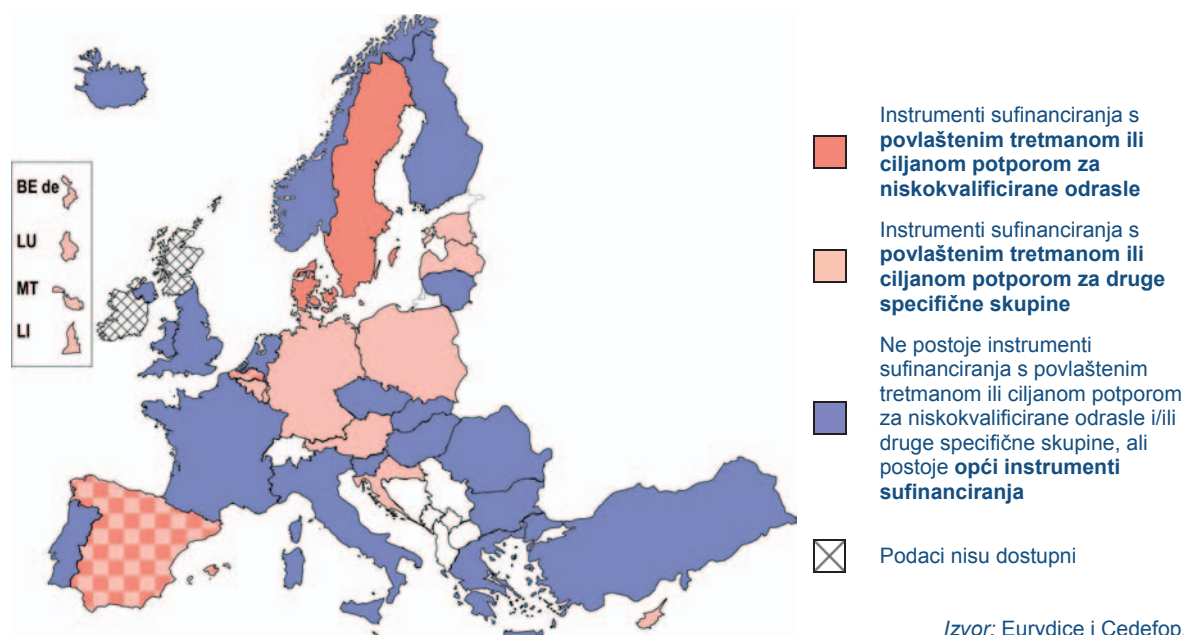 BE de
LU
MT
LI
Instrumenti sufinanciranja s
povlaštenim tretmanom ili
ciljanom potporom za
niskokvalificirane odrasle
Instrumenti sufinanciranja s
povlaštenim tretmanom ili
ciljanom potporom za druge
specifične skupine
Ne postoje instrumenti
sufinanciranja s povlaštenim
tretmanom ili ciljanom potporom
za niskokvalificirane odrasle i/ili
druge specifične skupine, ali
postoje opći instrumenti
sufinanciranja
Podaci nisu dostupni
Izvor: Eurydice i Cedefop